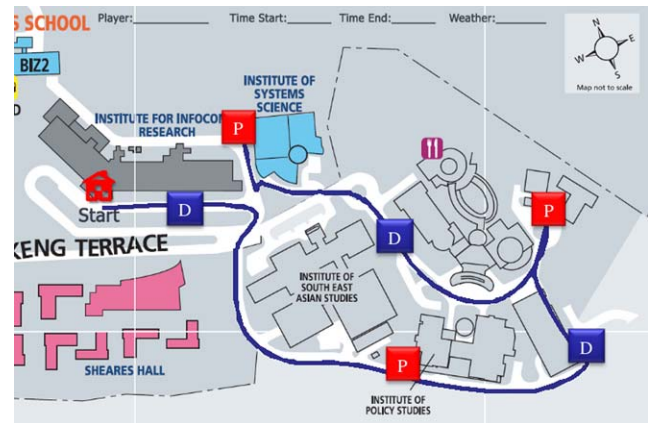 S SCHOOL
Player: Time Start: Time End: Weather:
BIZ2
D
N
E
W
S
Map not to scale
INSTITUTE OF
SYSTEMS
SCIENCE
INSTITUTE FOR INFOCOM
RESEARCH
P
P
Start
D
D
KENG TERRACE
INSTITUTE OF
SOUTH EAST
ASIAN STUDIES
D
P
SHEARES HALL
INSTITUTE OF
POLICY STUDIES